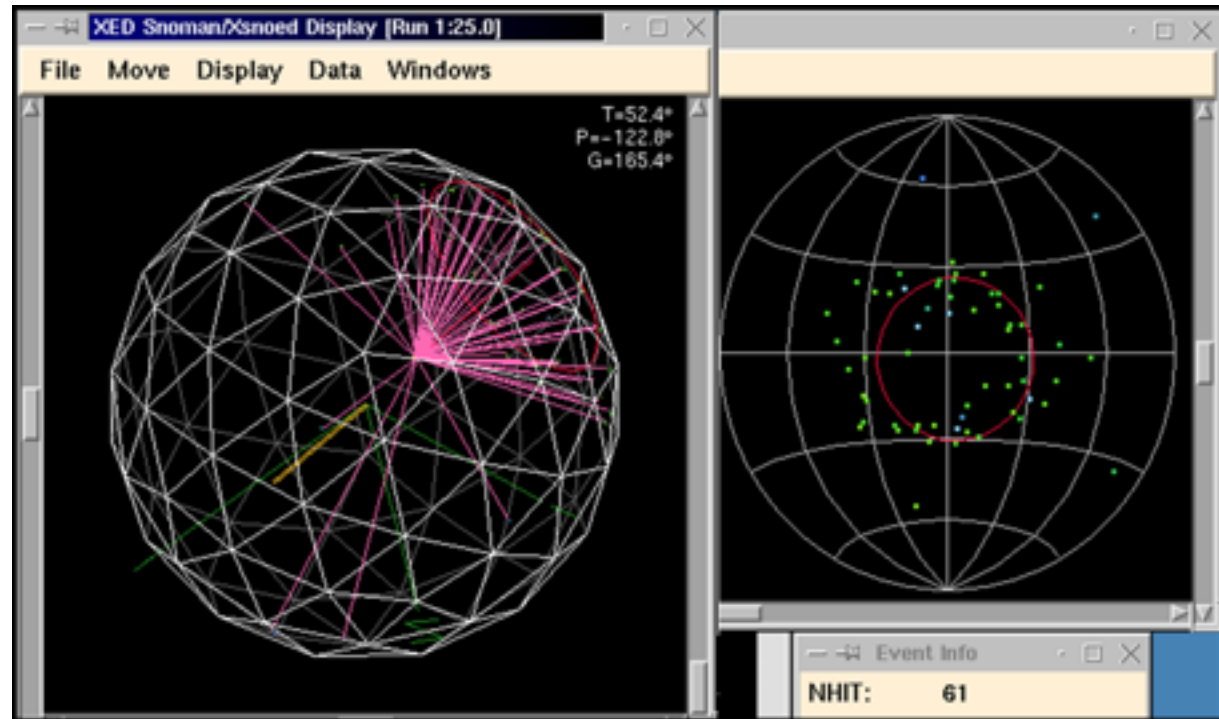 XED Snoman/Xsnoed Display [Run 1:25.0]
File Move Display Data Windows
T=52.4°
P=-122.8°
G=165.4°
Event Info
NHIT: 61